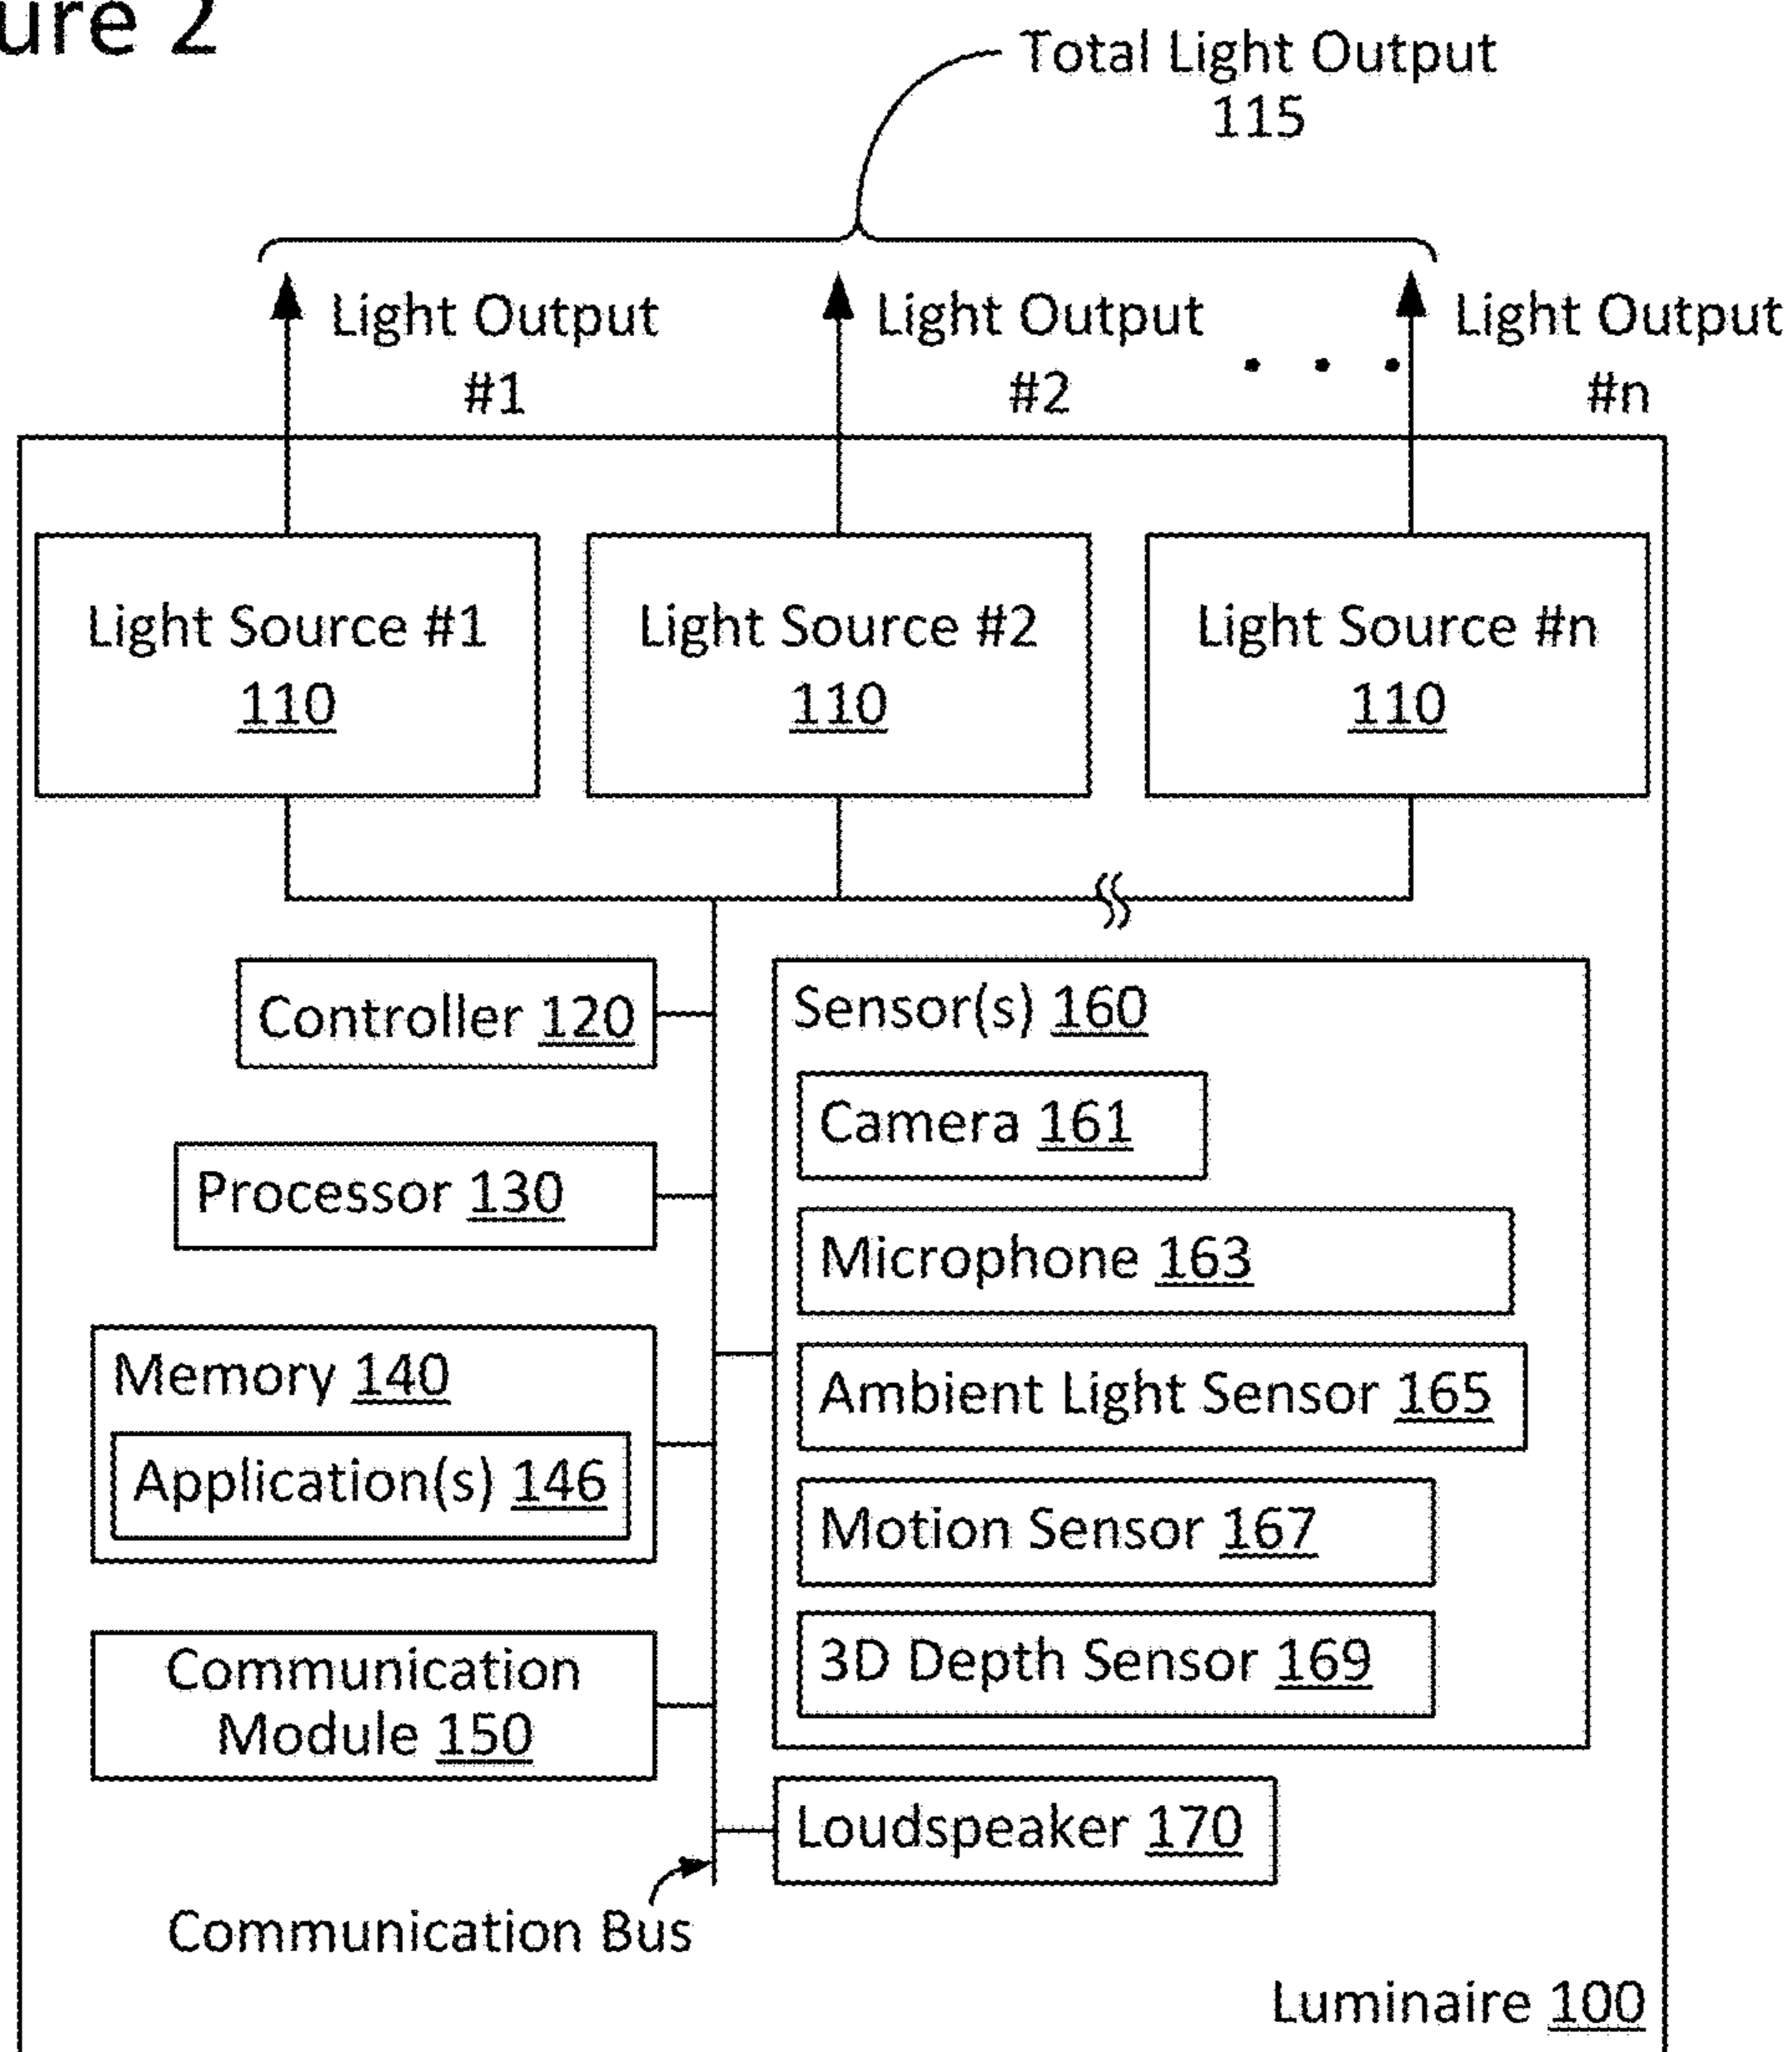 ure 2
Total Light Output
115
Light Output
#1
Light Output
#2
. . .
Light Output
#n
Light Source #1
110
Light Source #2
110
Light Source #n
110
Controller 120
Processor 130
Memory 140
Application(s) 146
Communication
Module 150
Sensor(s) 160
Camera 161
Microphone 163
Ambient Light Sensor 165
Motion Sensor 167
3D Depth Sensor 169
Loudspeaker 170
Communication Bus
Luminaire 100